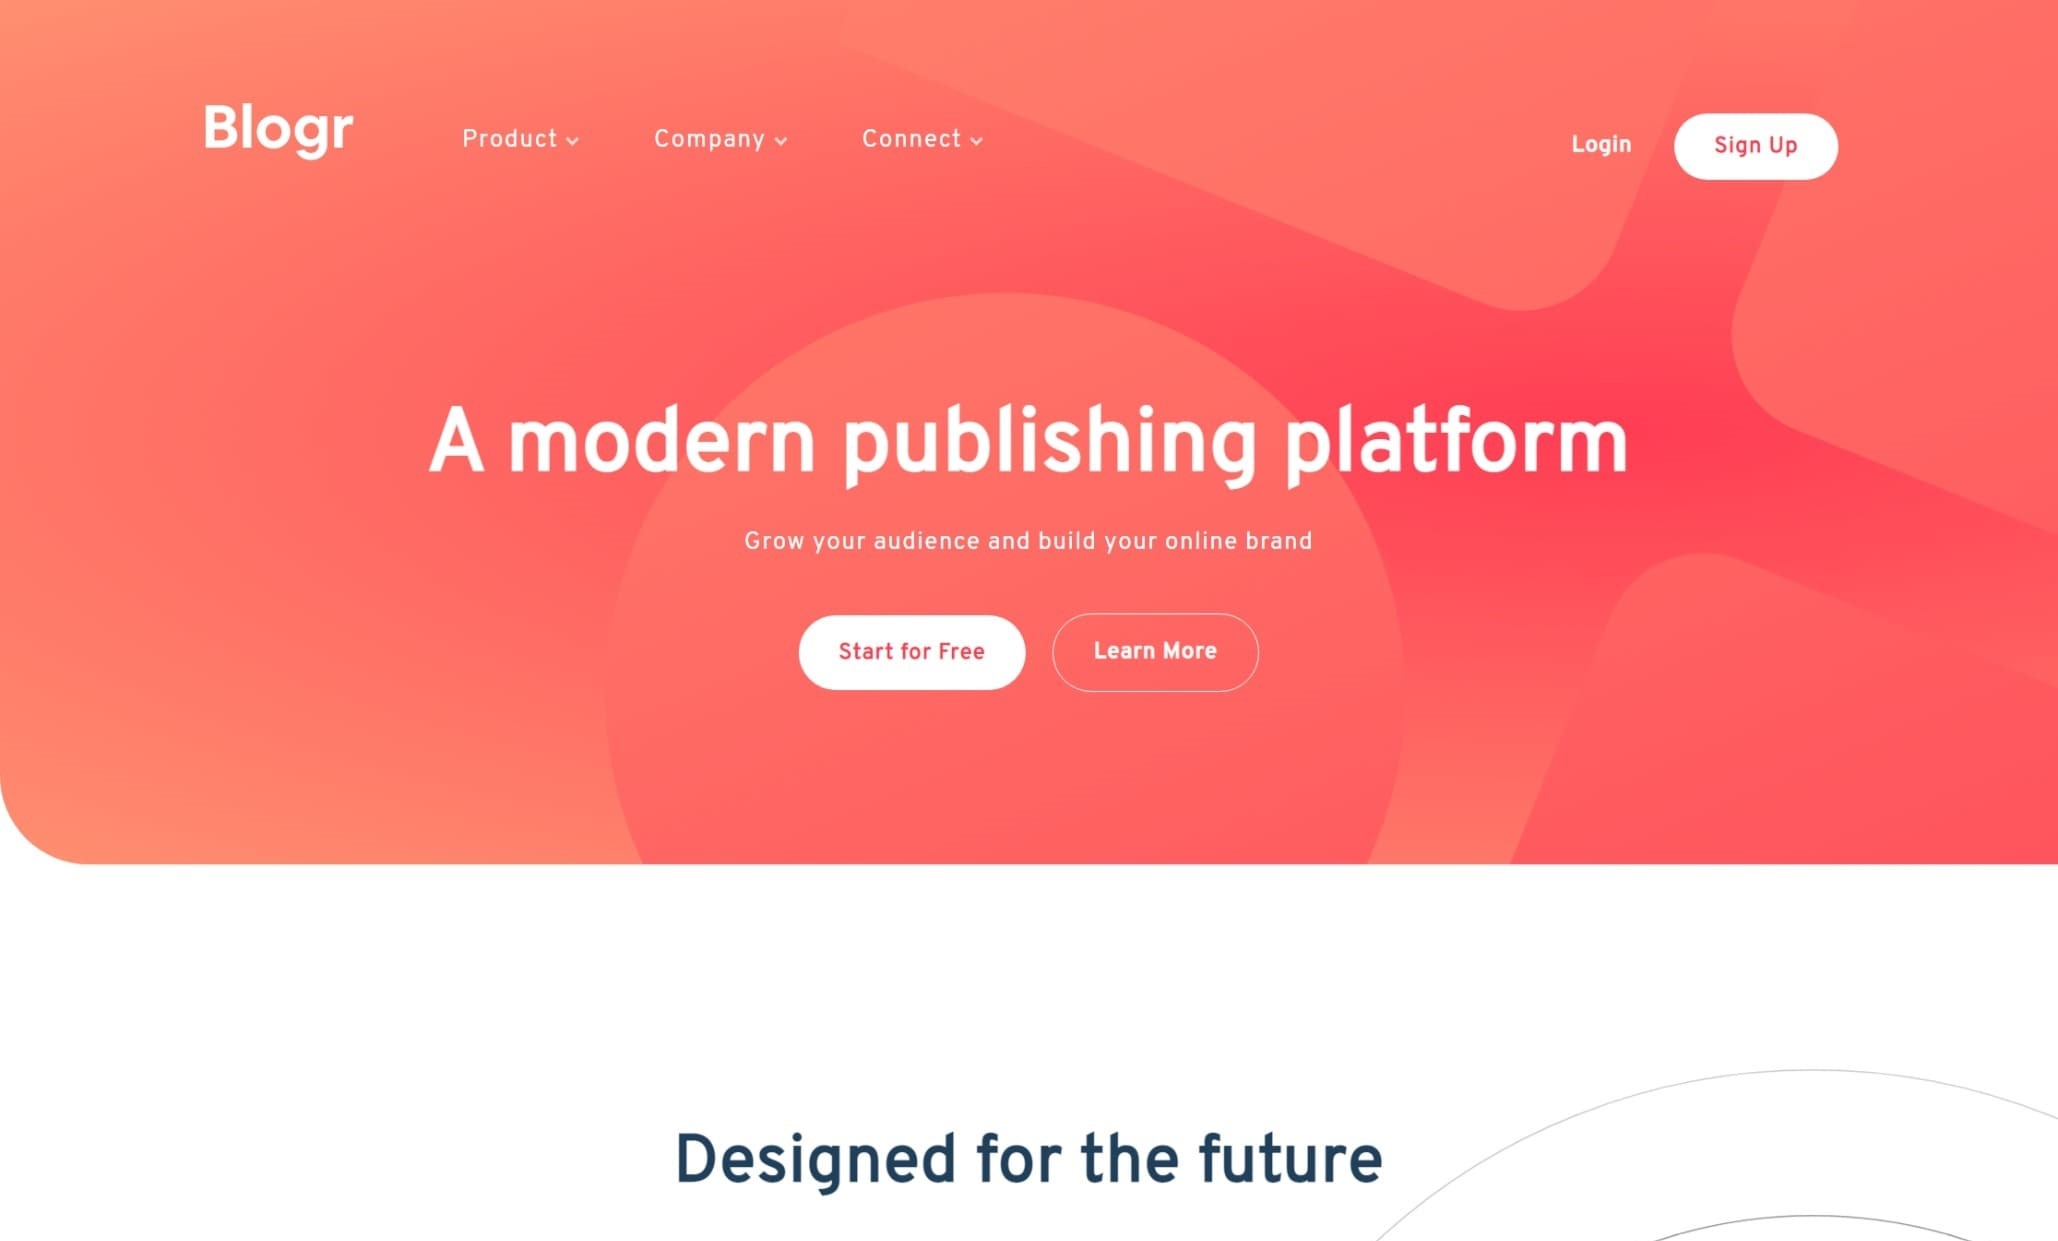 Blogr
Product
Company
Connect
Login
Sign Up
A modern publishing platform
Grow your audience and build your online brand
Start for Free
Learn More
Designed for the future